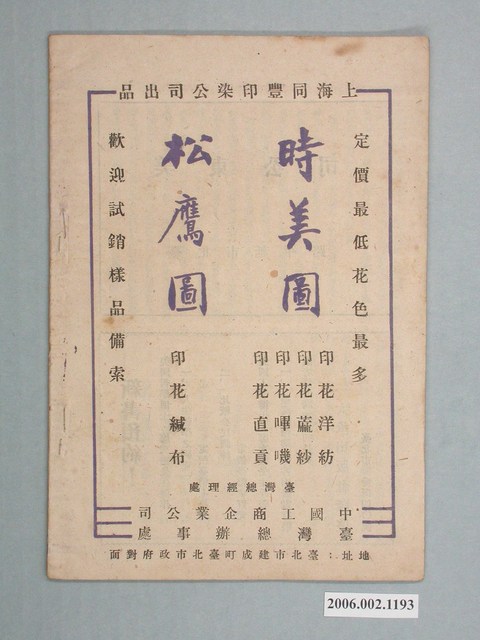 上海同豐印染公司出品
定價最低花色最多
時美圖
松鷹圖
歡迎試銷樣品備索
印花洋紡
印花蔴紗
印花嗶嘰
印花直貢
印花緘布
臺灣總經理處
中國工商企業公司
臺灣總辦事處
地址：臺北市建成町臺北市政府對面
2006.002.1193